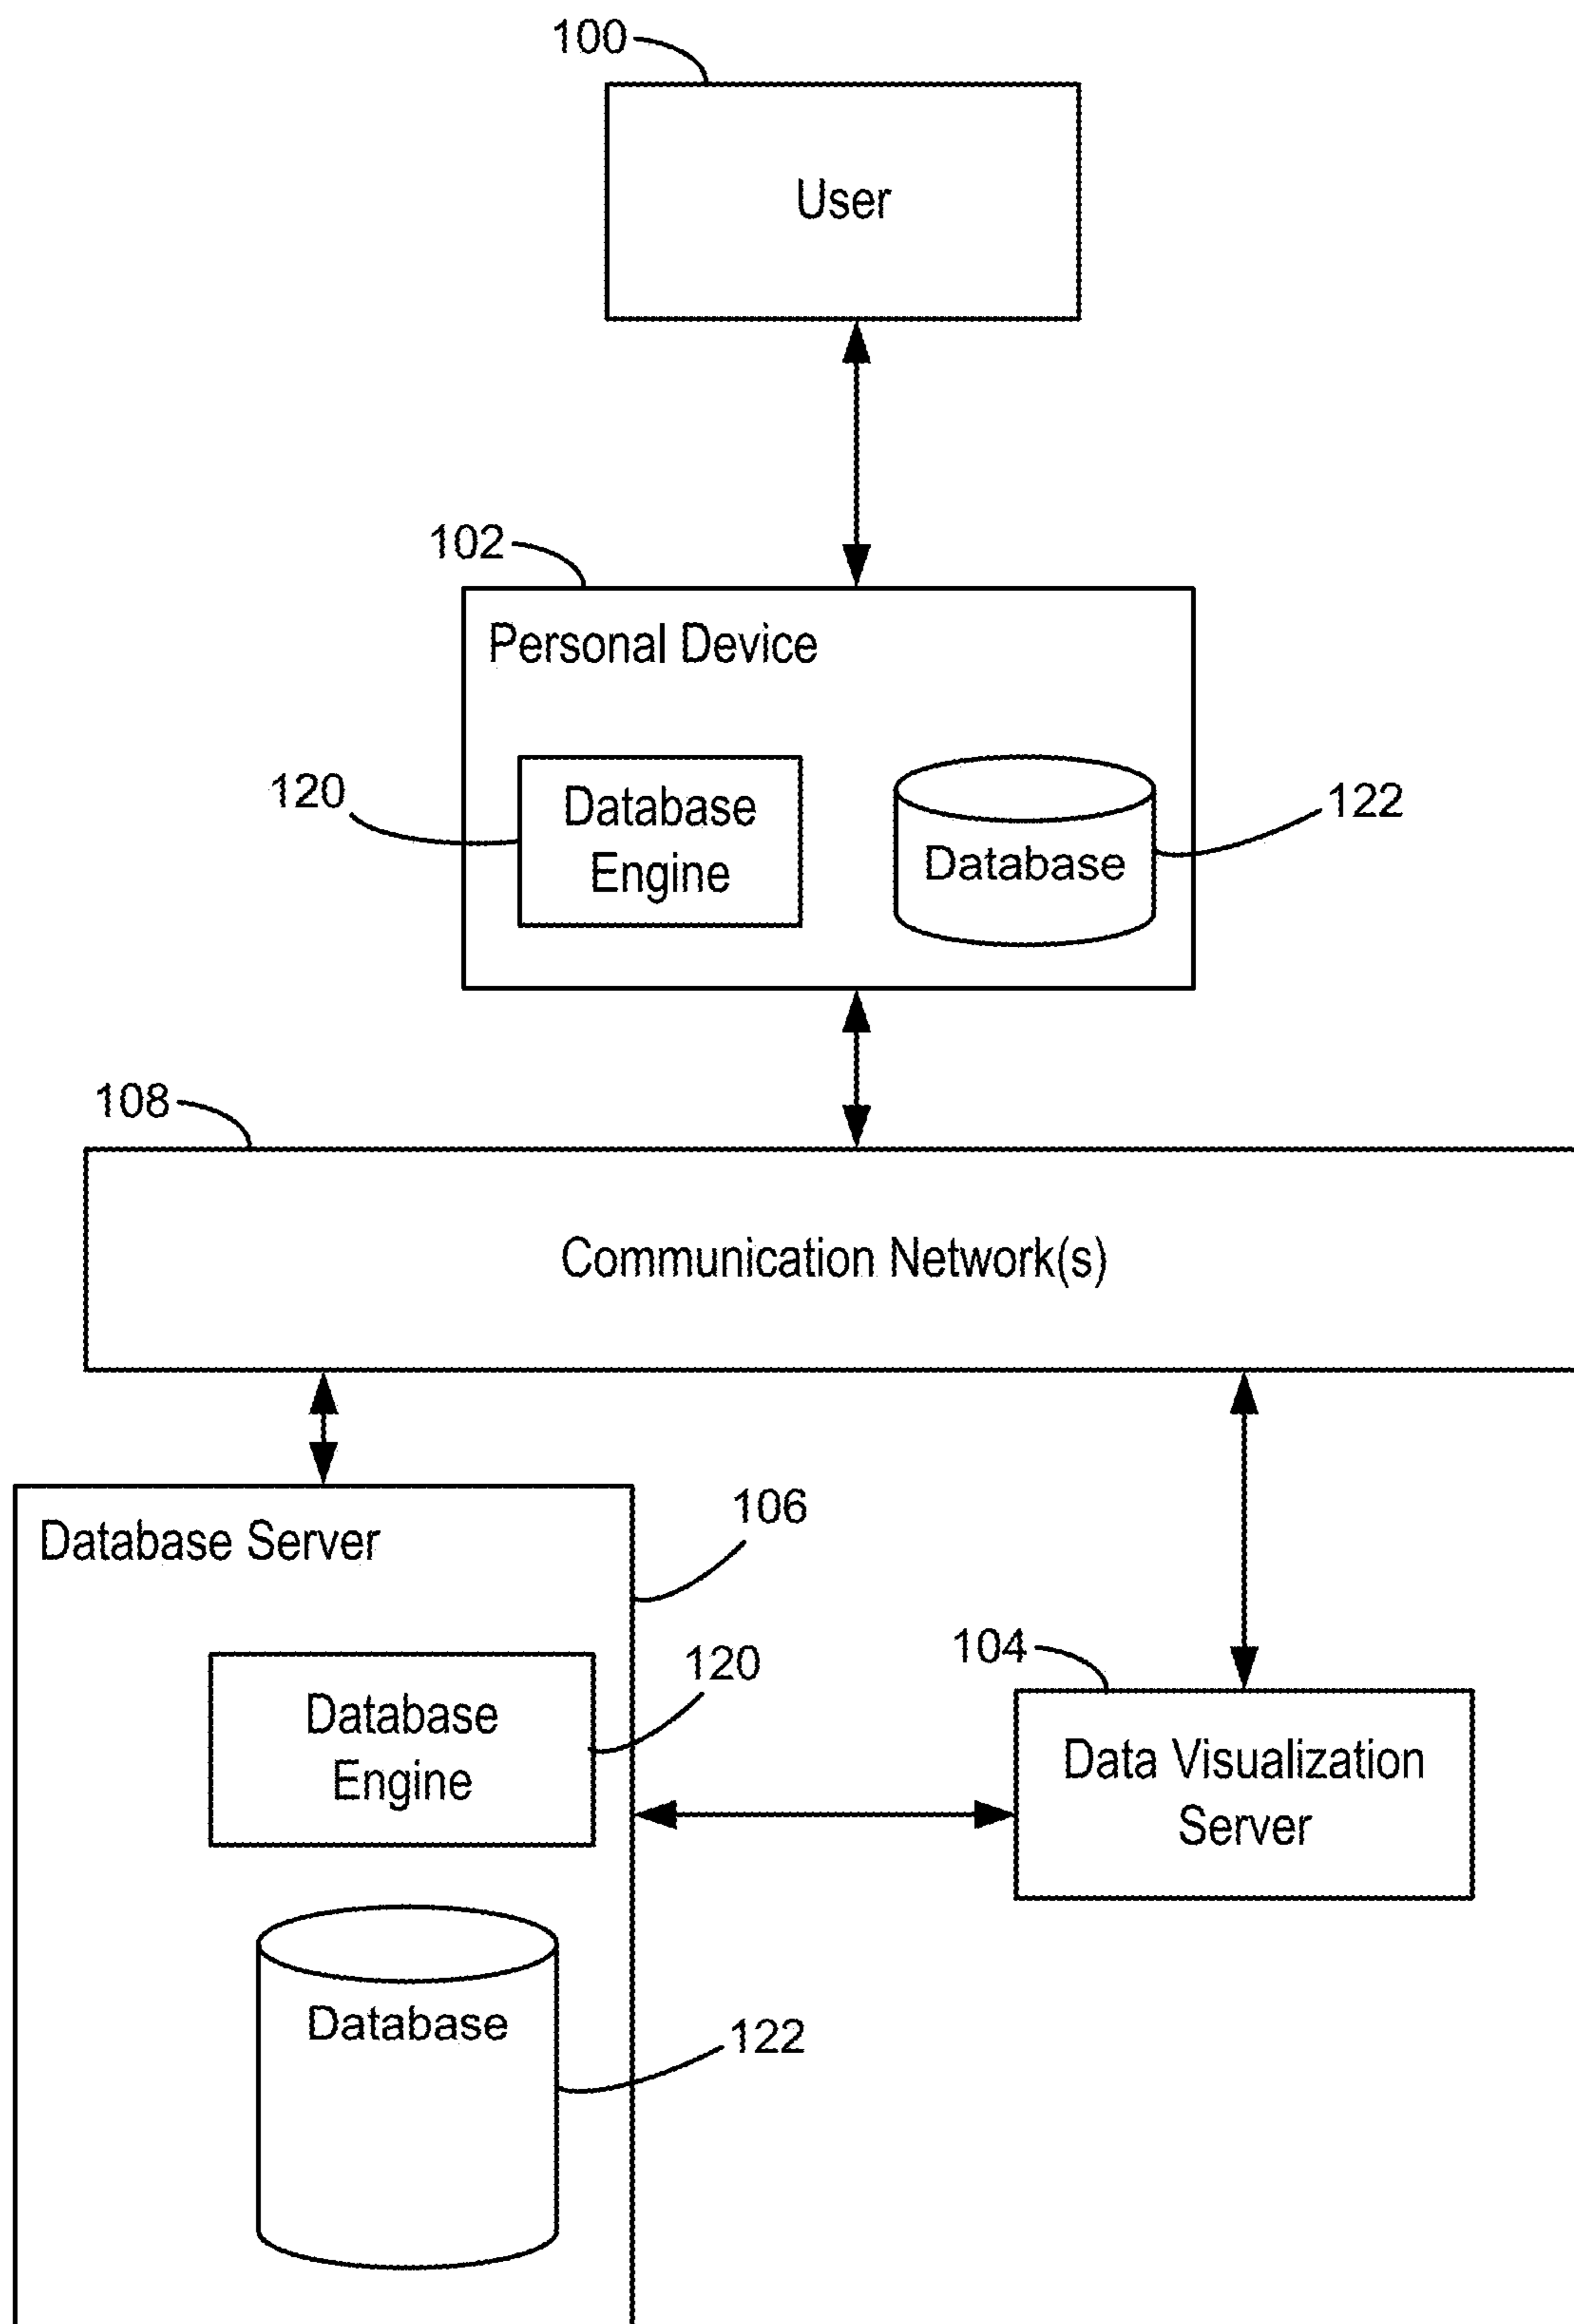 100
User
102
Personal Device
120
Database
Engine
Database
122
108
Communication Network(s)
Database Server
106
120
Database
Engine
104
Data Visualization
Server
Database
122